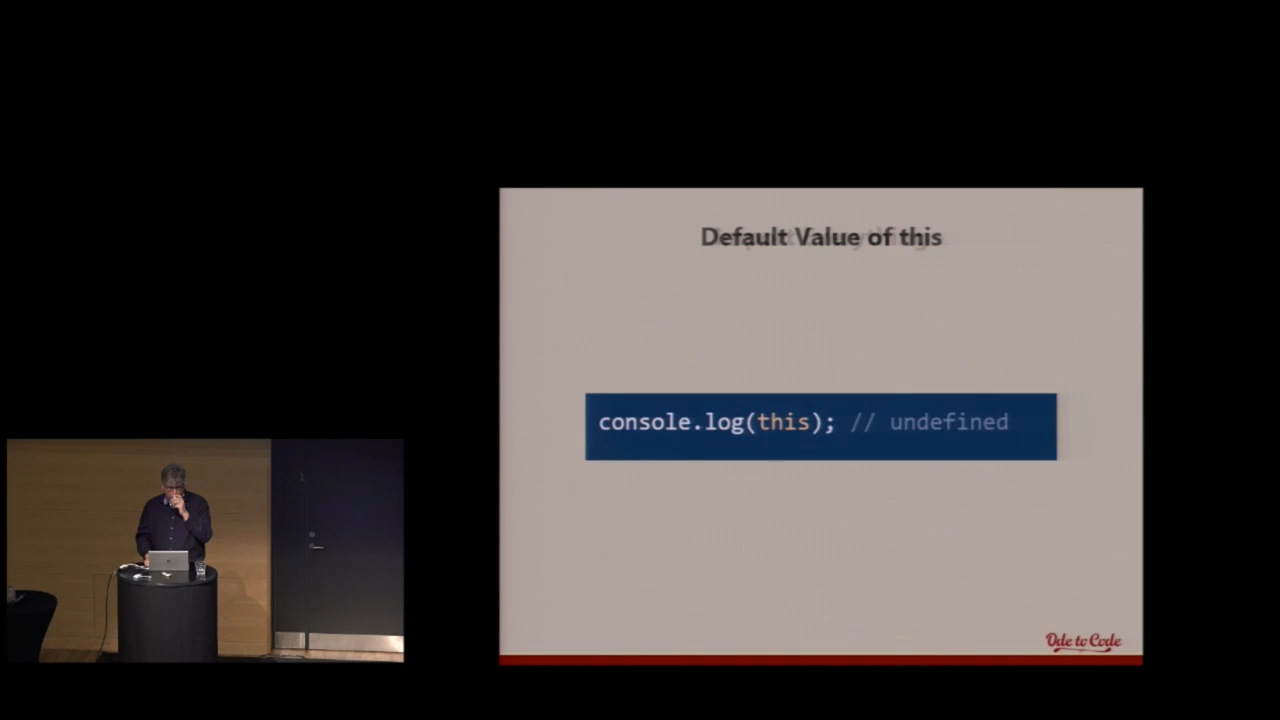 Default Value of this
console.log(this); // undefined
Ode to Code